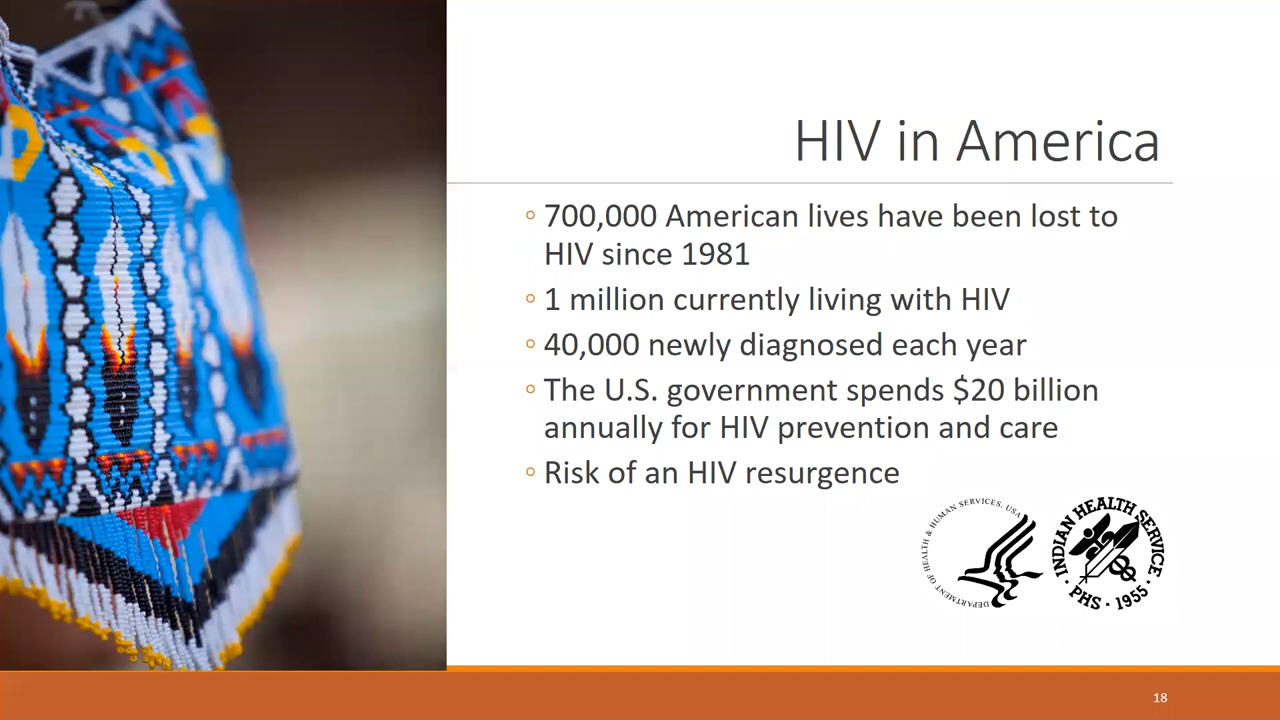 HIV in America
◦ 700,000 American lives have been lost to
HIV since 1981
◦ 1 million currently living with HIV
◦ 40,000 newly diagnosed each year
◦ The U.S. government spends $20 billion
annually for HIV prevention and care
◦ Risk of an HIV resurgence
DEPARTMENT OF HEALTH & HUMAN SERVICES. USA
INDIAN HEALTH SERVICE
· PHS · 1955 ·
18